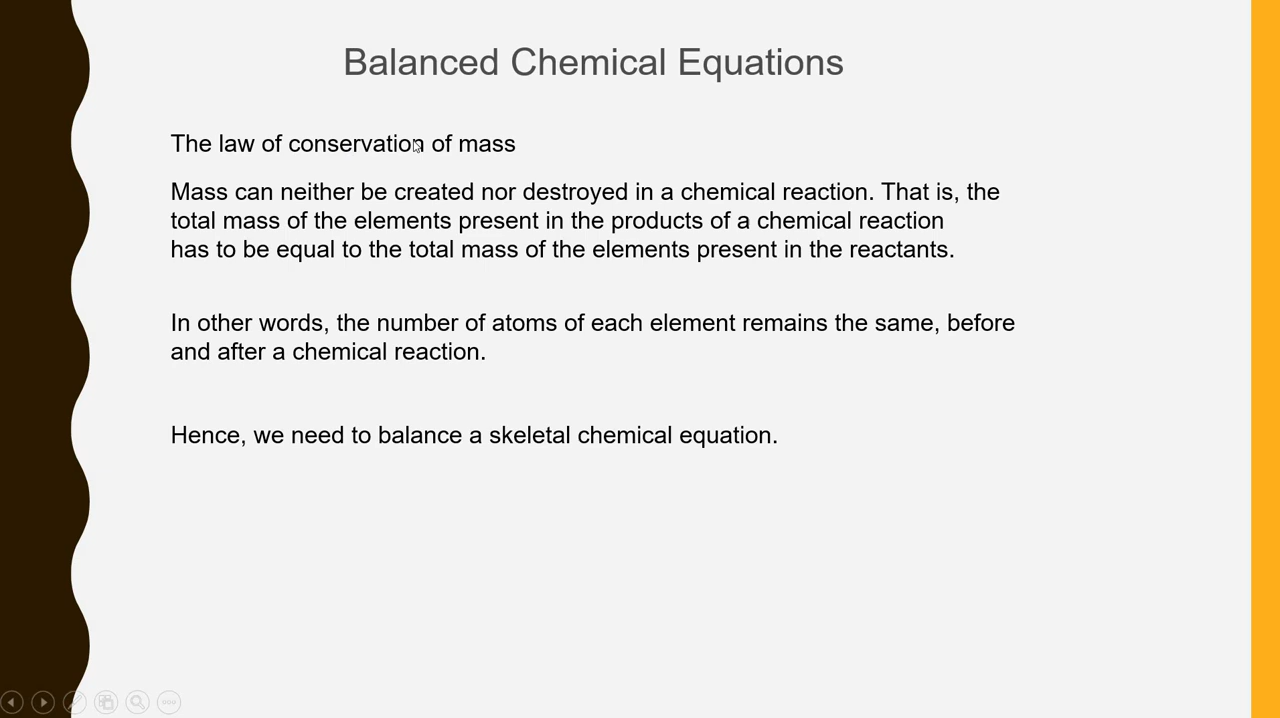 Balanced Chemical Equations
The law of conservation of mass
Mass can neither be created nor destroyed in a chemical reaction. That is, the
total mass of the elements present in the products of a chemical reaction
has to be equal to the total mass of the elements present in the reactants.
In other words, the number of atoms of each element remains the same, before
and after a chemical reaction.
Hence, we need to balance a skeletal chemical equation.